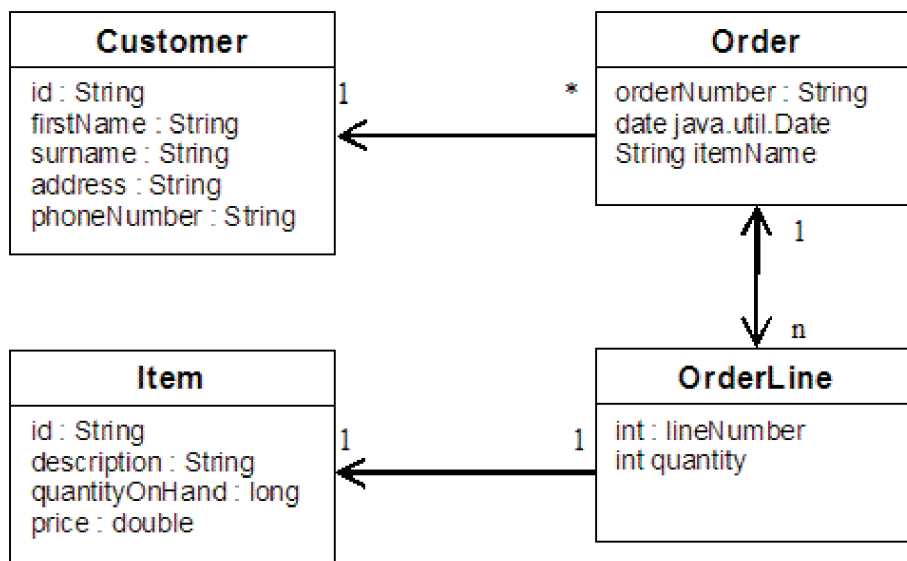 Customer
id : String
firstName : String
surname : String
address : String
phoneNumber : String
1
*
Order
orderNumber : String
date java.util.Date
String itemName
1
n
Item
id : String
description : String
quantityOnHand : long
price : double
1
1
OrderLine
int : lineNumber
int quantity